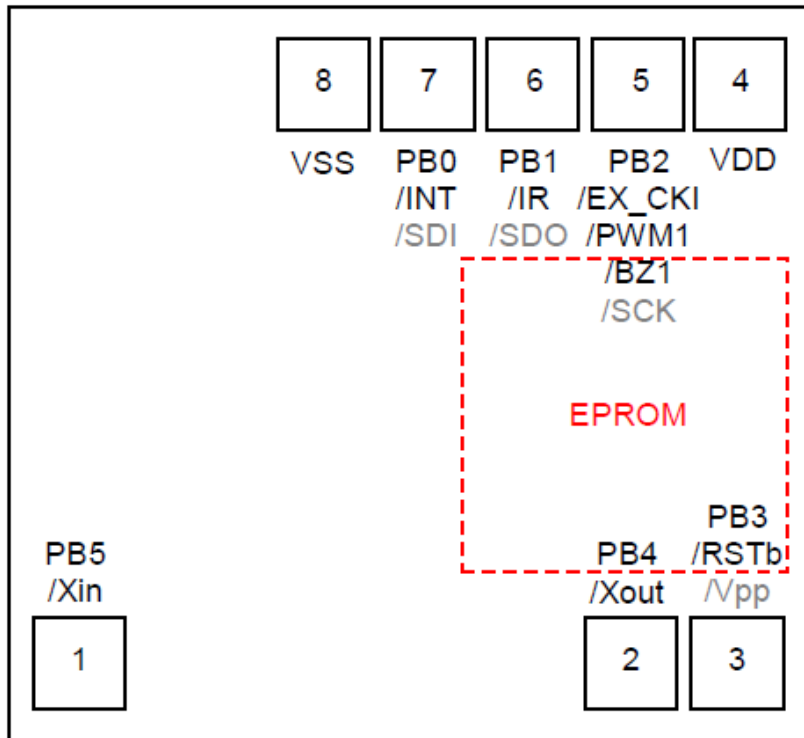 8 7 6 5 4
VSS PB0 PB1 PB2 VDD
/INT /IR /EX_CKI
/SDI /SDO /PWM1
/BZ1
/SCK
EPROM
PB3
PB5 PB4 /RSTb
/Xin /Xout /Vpp
1 2 3